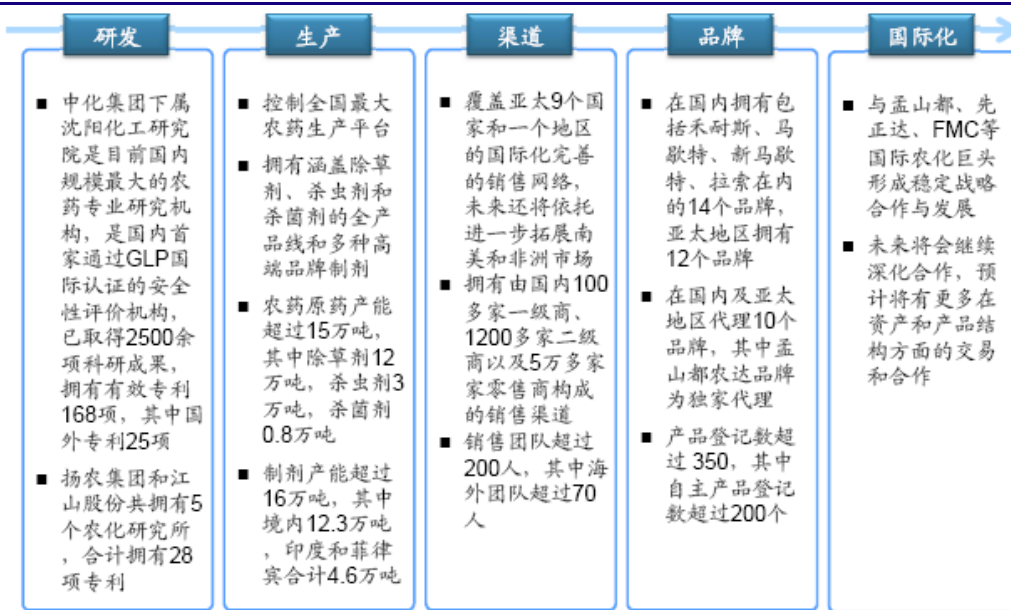 研发
中化集团下属
沈阳化工研究
院是目前国内
规模最大的农
药专业研究机
构，是国内首
家通过GLP国
际认证的安全
性评价机构，
已取得2500余
项科研成果，
拥有有效专利
168项，其中国
外专利25项
扬农集团和江
山股份共拥有5
个农化研究所
，合计拥有28
项专利
生产
控制全国最大
农药生产平台
拥有涵盖除草
剂、杀虫剂和
杀菌剂的全产
品线和多种高
端品牌制剂
农药原药产能
超过15万吨，
其中除草剂12
万吨，杀虫剂3
万吨，杀菌剂
0.8万吨
制剂产能超过
16万吨，其中
境内12.3万吨
，印度和菲律
宾合计4.6万吨
渠道
覆盖亚太9个国
家和一个地区
的国际化完善
的销售网络，
未来还将依托
进一步拓展南
美和非洲市场
拥有由国内100
多家一级商、
1200多家二级
商以及5万多家
家零售商构成
的销售渠道
销售团队超过
200人，其中海
外团队超过70
人
品牌
在国内拥有包
括禾耐斯、马
歇特、新马歇
特、拉索在内
的14个品牌，
亚太地区拥有
12个品牌
在国内及亚太
地区代理10个
品牌，其中孟
山都农达品牌
为独家代理
产品登记数超
过 350，其中
自主产品登记
数超过200个
国际化
与孟山都、先
正达、FMC等
国际农化巨头
形成稳定战略
合作与发展
未来将会继续
深化合作，预
计将有更多在
资产和产品结
构方面的交易
和合作